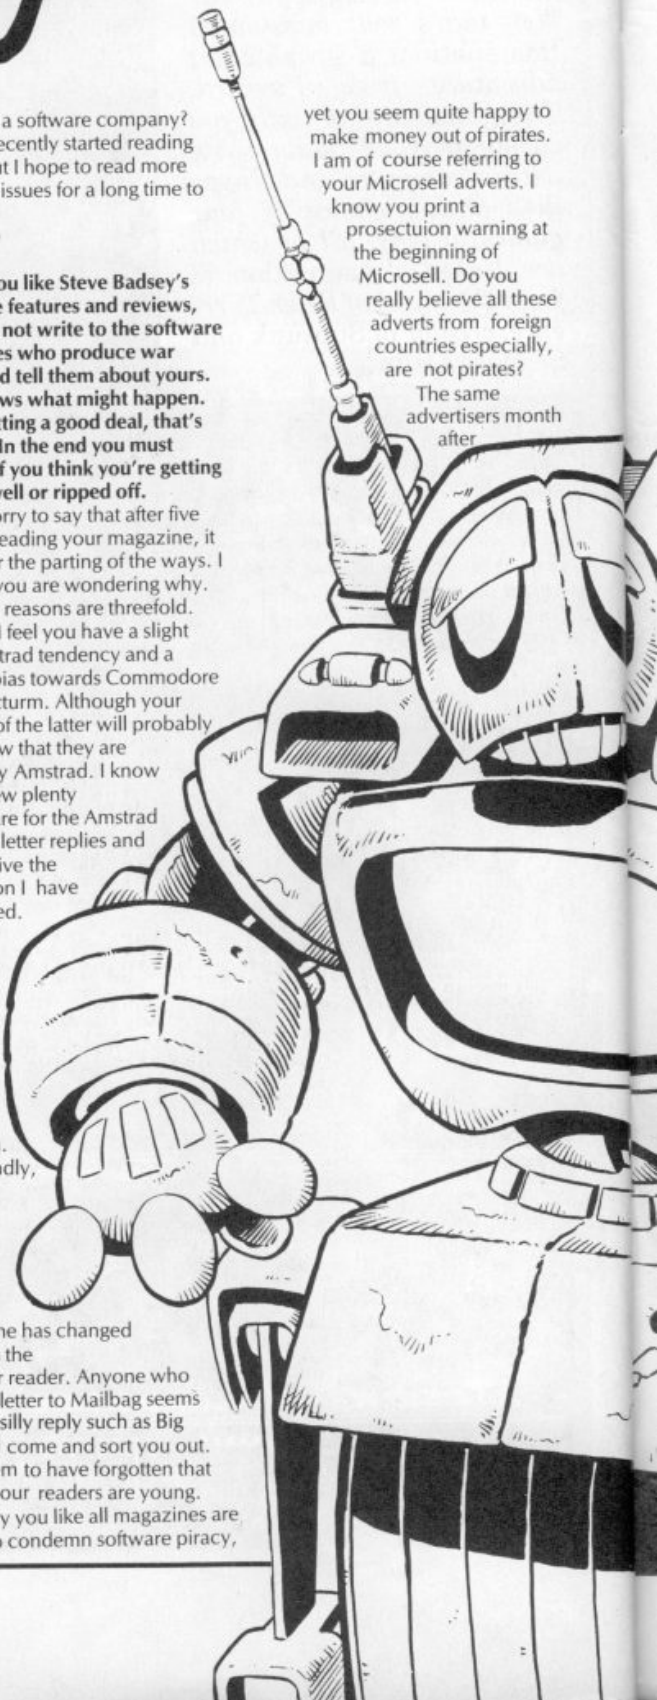 a software company?
ecently started reading
t I hope to read more
issues for a long time to
ou like Steve Badsey's
e features and reviews,
not write to the software
es who produce war
d tell them about yours.
ws what might happen.
tting a good deal, that's
In the end you must
f you think you're getting
vell or ripped off.
orry to say that after five
eading your magazine, it
r the parting of the ways. I
you are wondering why.
reasons are threefold.
I feel you have a slight
trad tendency and a
bias towards Commodore
cturm. Although your
of the latter will probably
w that they are
y Amstrad. I know
ew plenty
are for the Amstrad
letter replies and
ive the
on I have
ed.
adly,
ne has changed
the
r reader. Anyone who
letter to Mailbag seems
silly reply such as Big
come and sort you out.
m to have forgotten that
our readers are young.
y you like all magazines are
o condemn software piracy,
yet you seem quite happy to
make money out of pirates.
I am of course referring to
your Microsell adverts. I
know you print a
prosectuion warning at
the beginning of
Microsell. Do you
really believe all these
adverts from foreign
countries especially,
are not pirates?
The same
advertisers month
after